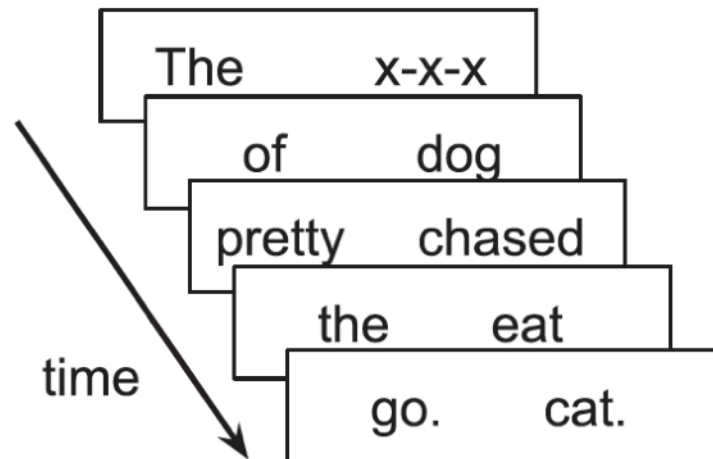 The x-x-x
of dog
pretty chased
the eat
time
go. cat.